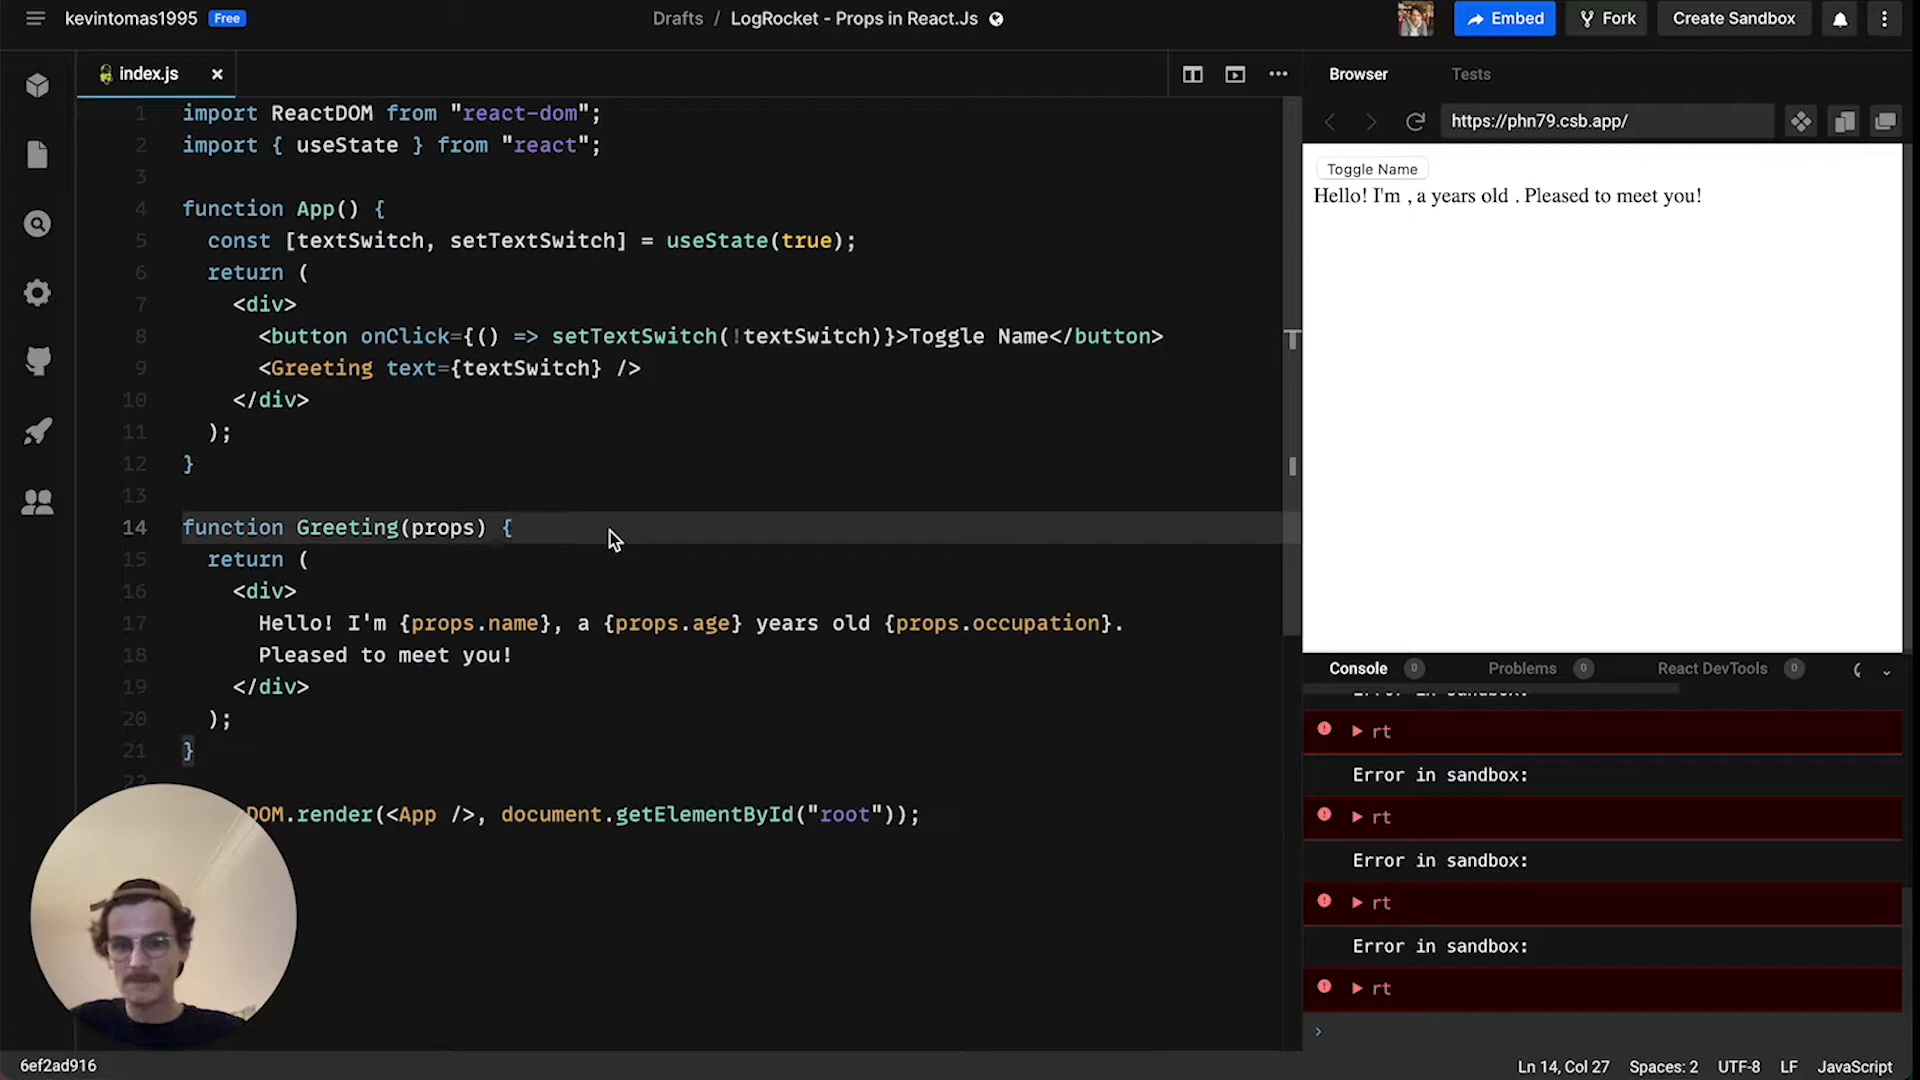 kevintomas1995 Free
Drafts / LogRocket - Props in React.Js
Embed
Fork
Create Sandbox
index.js
Browser
Tests
https://phn79.csb.app/
1 import ReactDOM from "react-dom";
2 import { useState } from "react";
3
4 function App() {
5 const [textSwitch, setTextSwitch] = useState(true);
6 return (
7 <div>
8 <button onClick={() => setTextSwitch(!textSwitch)}>Toggle Name</button>
9 <Greeting text={textSwitch} />
10 </div>
11 );
12 }
13
14 function Greeting(props) {
15 return (
16 <div>
17 Hello! I'm {props.name}, a {props.age} years old {props.occupation}.
18 Pleased to meet you!
19 </div>
20 );
21 }
22
DOM.render(<App />, document.getElementById("root"));
Toggle Name
Hello! I'm , a years old . Pleased to meet you!
Console 0
Problems 0
React DevTools 0
Error in sandbox:
rt
Error in sandbox:
rt
Error in sandbox:
rt
Error in sandbox:
rt
6ef2ad916
Ln 14, Col 27
Spaces: 2
UTF-8
LF
JavaScript